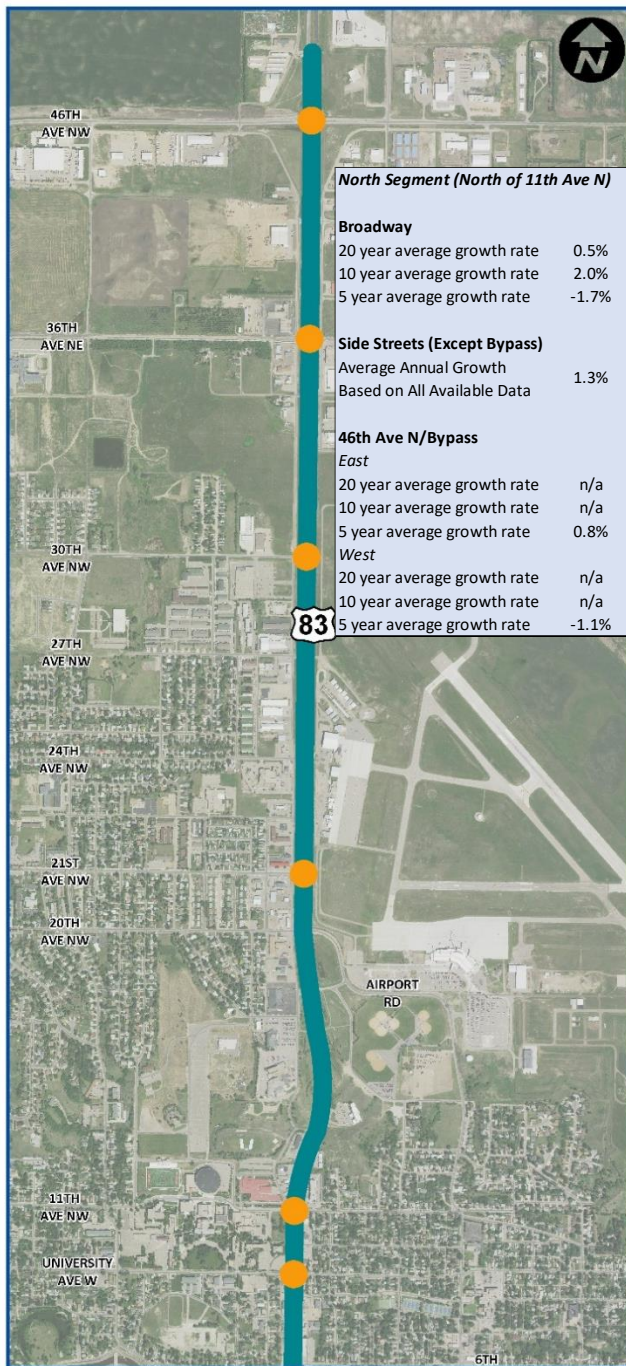 N
46TH
AVE NW
North Segment (North of 11th Ave N)
Broadway
20 year average growth rate 0.5%
10 year average growth rate 2.0%
5 year average growth rate -1.7%
36TH
AVE NE
Side Streets (Except Bypass)
Average Annual Growth
Based on All Available Data 1.3%
46th Ave N/Bypass
East
20 year average growth rate n/a
10 year average growth rate n/a
5 year average growth rate 0.8%
West
20 year average growth rate n/a
10 year average growth rate n/a
5 year average growth rate -1.1%
30TH
AVE NW
83
27TH
AVE NW
24TH
AVE NW
21ST
AVE NW
20TH
AVE NW
AIRPORT
RD
11TH
AVE NW
UNIVERSITY
AVE W
6TH